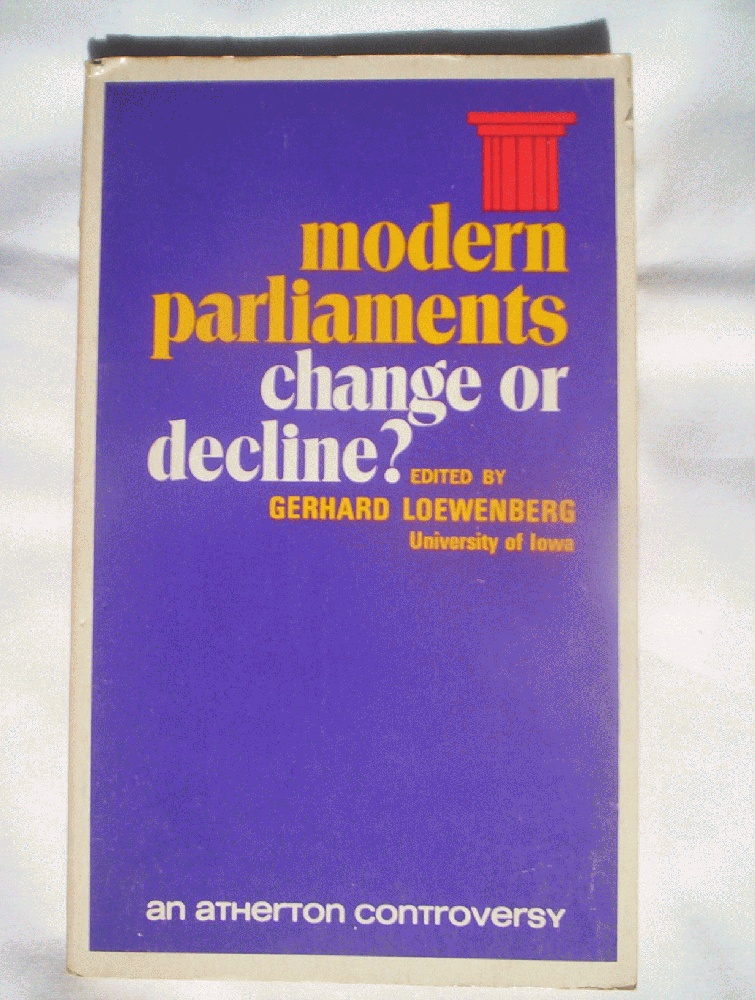 modern
parliaments
change or
decline?
EDITED BY
GERHARD LOEWENBERG
University of Iowa
an atherton controversy